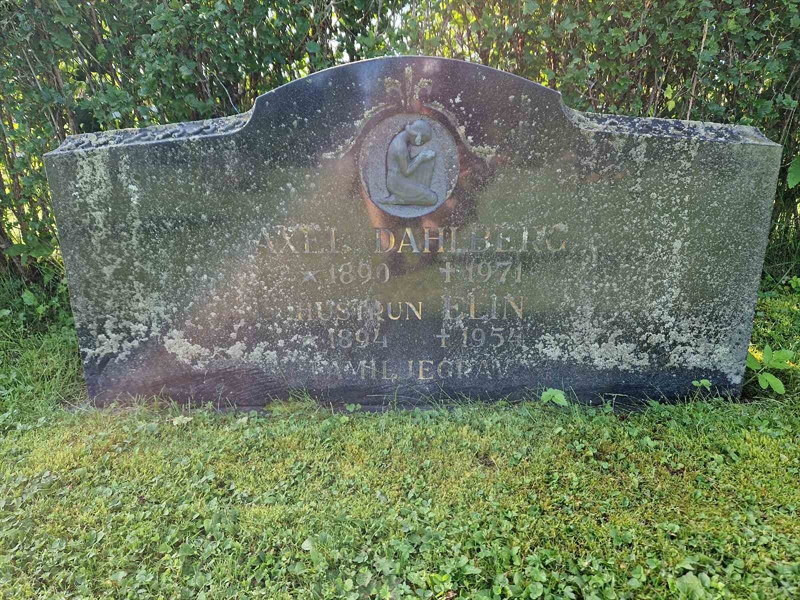 AXEL DAHLBERG
* 1890 † 1971
HUSTRUN ELIN
* 1894 † 1954
FAMILJEGRAV